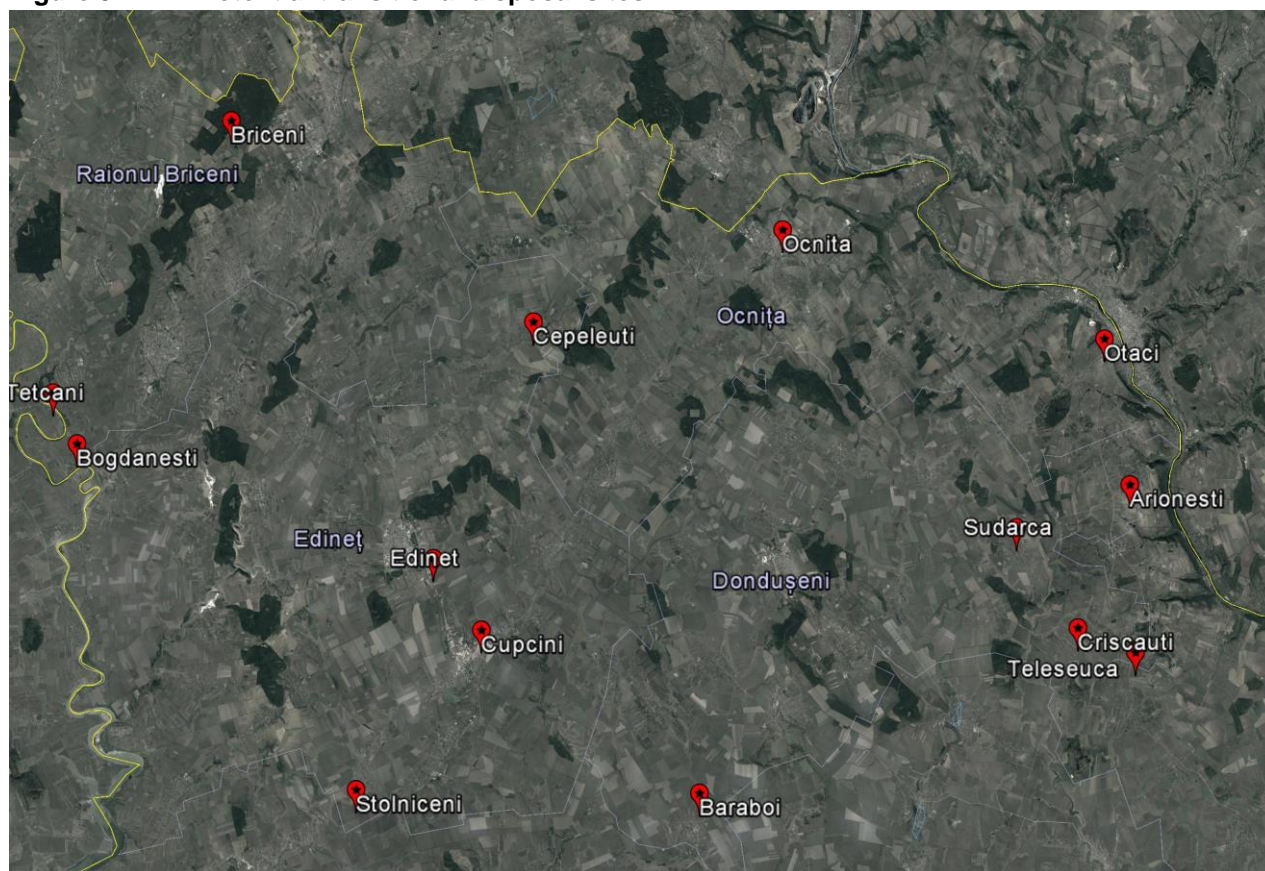 Briceni
Raionul Briceni
Ocnita
Ocnița
Cepeleuti
Otaci
Tetcani
Bogdanesti
Arionesti
Sudarca
Edineț
Edinet
Dondușeni
Cupcini
Criscauti
Teleseuca
Stolniceni
Baraboi